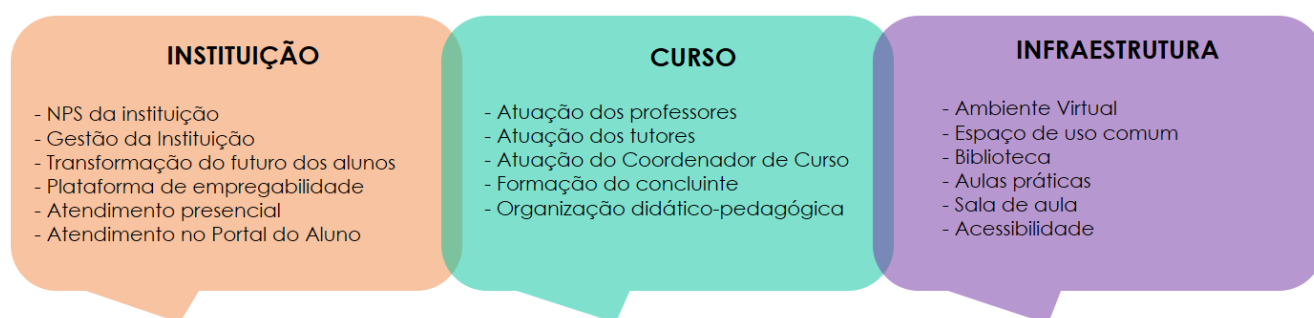 INSTITUIÇÃO
- NPS da instituição
- Gestão da Instituição
- Transformação do futuro dos alunos
- Plataforma de empregabilidade
- Atendimento presencial
- Atendimento no Portal do Aluno
CURSO
- Atuação dos professores
- Atuação dos tutores
- Atuação do Coordenador de Curso
- Formação do concluinte
- Organização didático-pedagógica
INFRAESTRUTURA
- Ambiente Virtual
- Espaço de uso comum
- Biblioteca
- Aulas práticas
- Sala de aula
- Acessibilidade